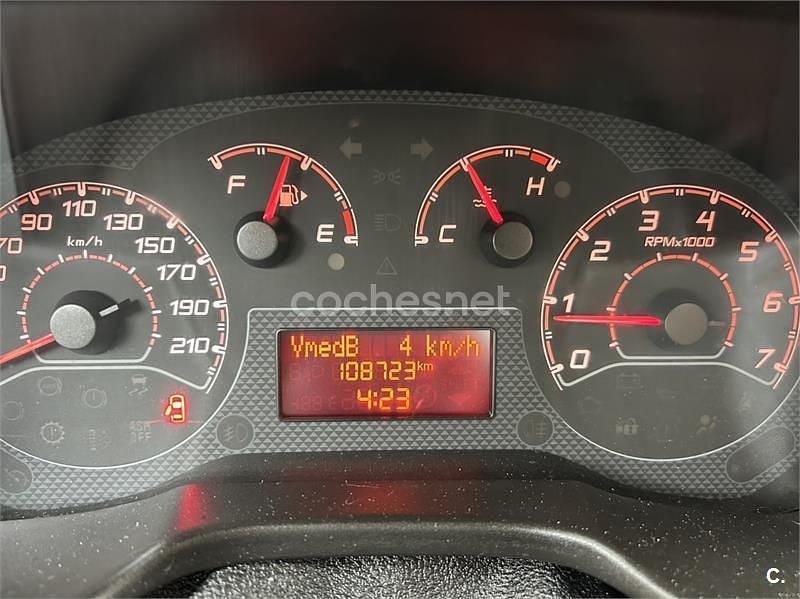 70
90
110
130
150
170
190
210
km/h
F
E
C
H
0
1
2
3
4
5
6
7
RPMx1000
cochesnet
VmedB 4 km/h
108723km
4:23
ASR
OFF
C.